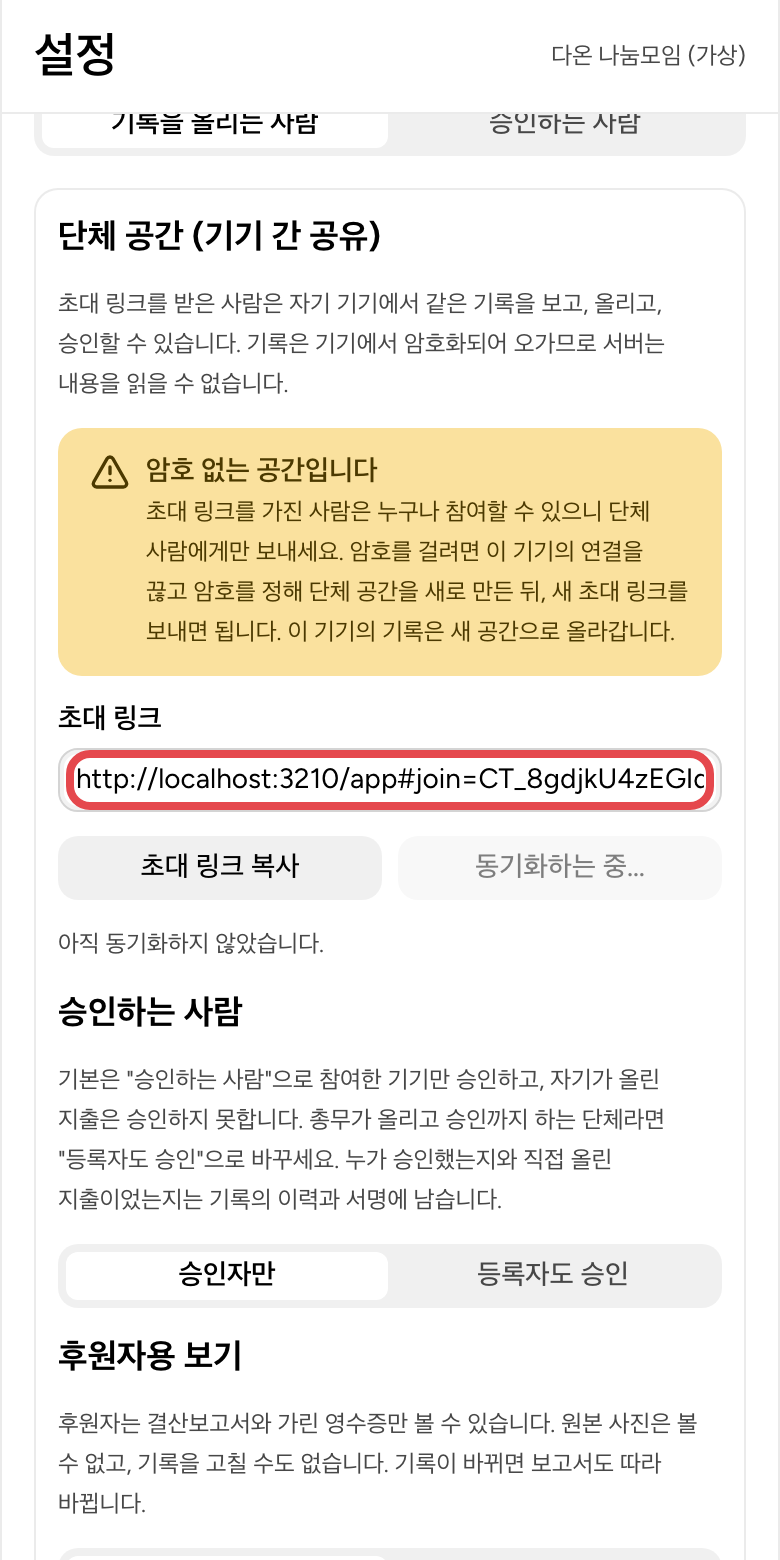 설정
다온 나눔모임 (가상)
기록을 올리는 사람
승인하는 사람
단체 공간 (기기 간 공유)
초대 링크를 받은 사람은 자기 기기에서 같은 기록을 보고, 올리고,
승인할 수 있습니다. 기록은 기기에서 암호화되어 오가므로 서버는
내용을 읽을 수 없습니다.
암호 없는 공간입니다
초대 링크를 가진 사람은 누구나 참여할 수 있으니 단체
사람에게만 보내세요. 암호를 걸려면 이 기기의 연결을
끊고 암호를 정해 단체 공간을 새로 만든 뒤, 새 초대 링크를
보내면 됩니다. 이 기기의 기록은 새 공간으로 올라갑니다.
초대 링크
http://localhost:3210/app#join=CT_8gdjkU4zEGI
초대 링크 복사
동기화하는 중...
아직 동기화하지 않았습니다.
승인하는 사람
기본은 "승인하는 사람"으로 참여한 기기만 승인하고, 자기가 올린
지출은 승인하지 못합니다. 총무가 올리고 승인까지 하는 단체라면
"등록자도 승인"으로 바꾸세요. 누가 승인했는지와 직접 올린
지출이었는지는 기록의 이력과 서명에 남습니다.
승인자만
등록자도 승인
후원자용 보기
후원자는 결산보고서와 가린 영수증만 볼 수 있습니다. 원본 사진은 볼
수 없고, 기록을 고칠 수도 없습니다. 기록이 바뀌면 보고서도 따라
바뀝니다.